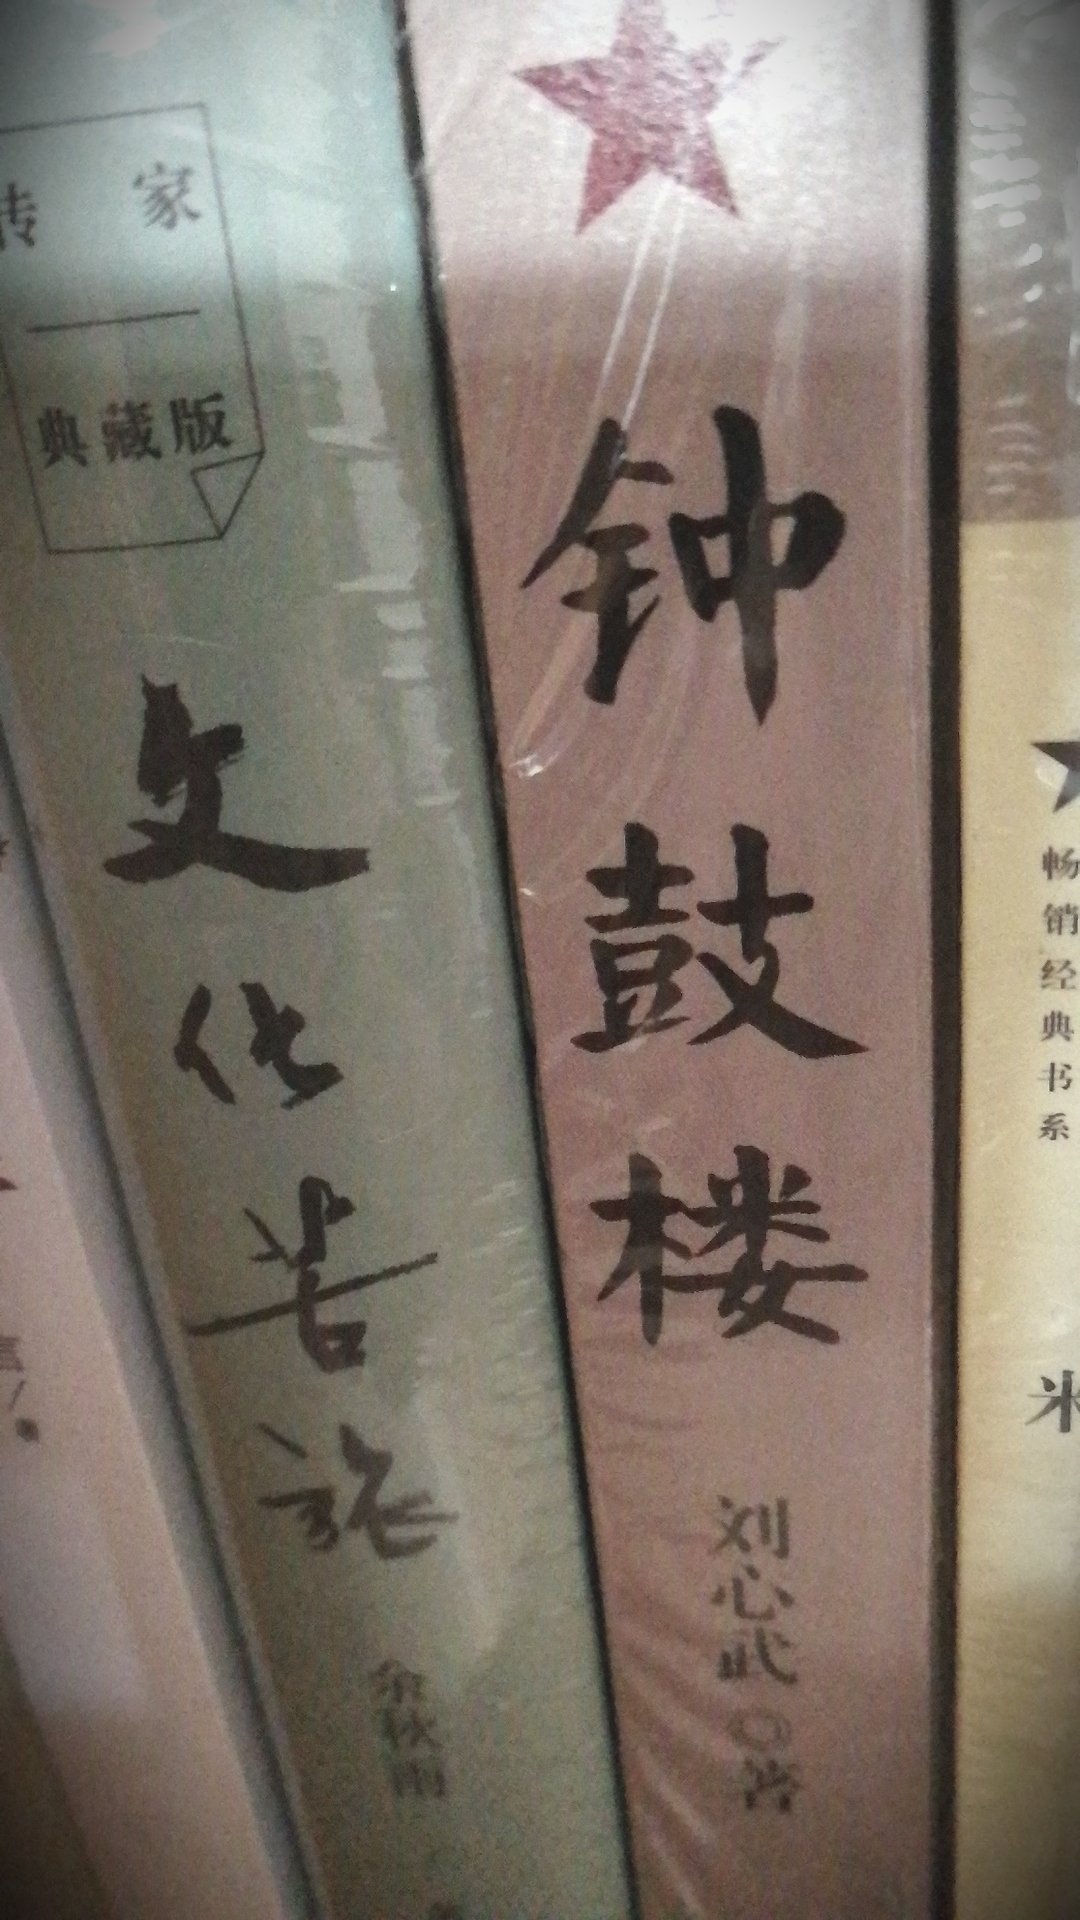 家
典藏版
文化苦旅
余秋雨
钟鼓楼
刘心武◎著
畅销经典书系
米